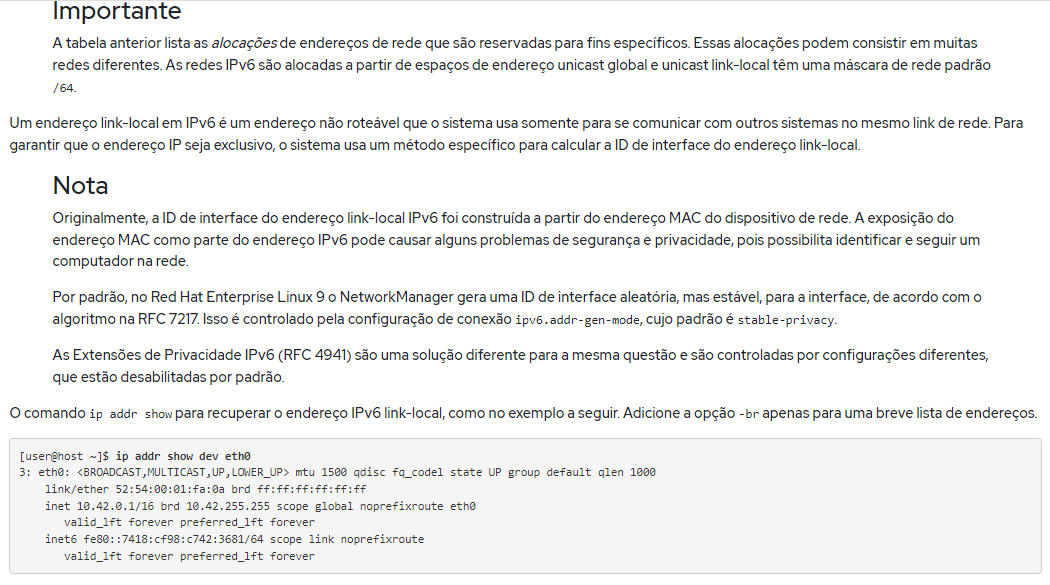 Importante
A tabela anterior lista as alocações de endereços de rede que são reservadas para fins específicos. Essas alocações podem consistir em muitas
redes diferentes. As redes IPv6 são alocadas a partir de espaços de endereço unicast global e unicast link-local têm uma máscara de rede padrão
/64.
Um endereço link-local em IPv6 é um endereço não roteável que o sistema usa somente para se comunicar com outros sistemas no mesmo link de rede. Para
garantir que o endereço IP seja exclusivo, o sistema usa um método específico para calcular a ID de interface do endereço link-local.
Nota
Originalmente, a ID de interface do endereço link-local IPv6 foi construída a partir do endereço MAC do dispositivo de rede. A exposição do
endereço MAC como parte do endereço IPv6 pode causar alguns problemas de segurança e privacidade, pois possibilita identificar e seguir um
computador na rede.
Por padrão, no Red Hat Enterprise Linux 9 o NetworkManager gera uma ID de interface aleatória, mas estável, para a interface, de acordo com o
algoritmo na RFC 7217. Isso é controlado pela configuração de conexão ipv6.addr-gen-mode, cujo padrão é stable-privacy.
As Extensões de Privacidade IPv6 (RFC 4941) são uma solução diferente para a mesma questão e são controladas por configurações diferentes,
que estão desabilitadas por padrão.
O comando ip addr show para recuperar o endereço IPv6 link-local, como no exemplo a seguir. Adicione a opção -br apenas para uma breve lista de endereços.
[user@host ~]$ ip addr show dev eth0
3: eth0: <BROADCAST,MULTICAST,UP,LOWER_UP> mtu 1500 qdisc fq_codel state UP group default qlen 1000
    link/ether 52:54:00:01:fa:0a brd ff:ff:ff:ff:ff:ff
    inet 10.42.0.1/16 brd 10.42.255.255 scope global noprefixroute eth0
       valid_lft forever preferred_lft forever
    inet6 fe80::7418:cf98:c742:3681/64 scope link noprefixroute
       valid_lft forever preferred_lft forever